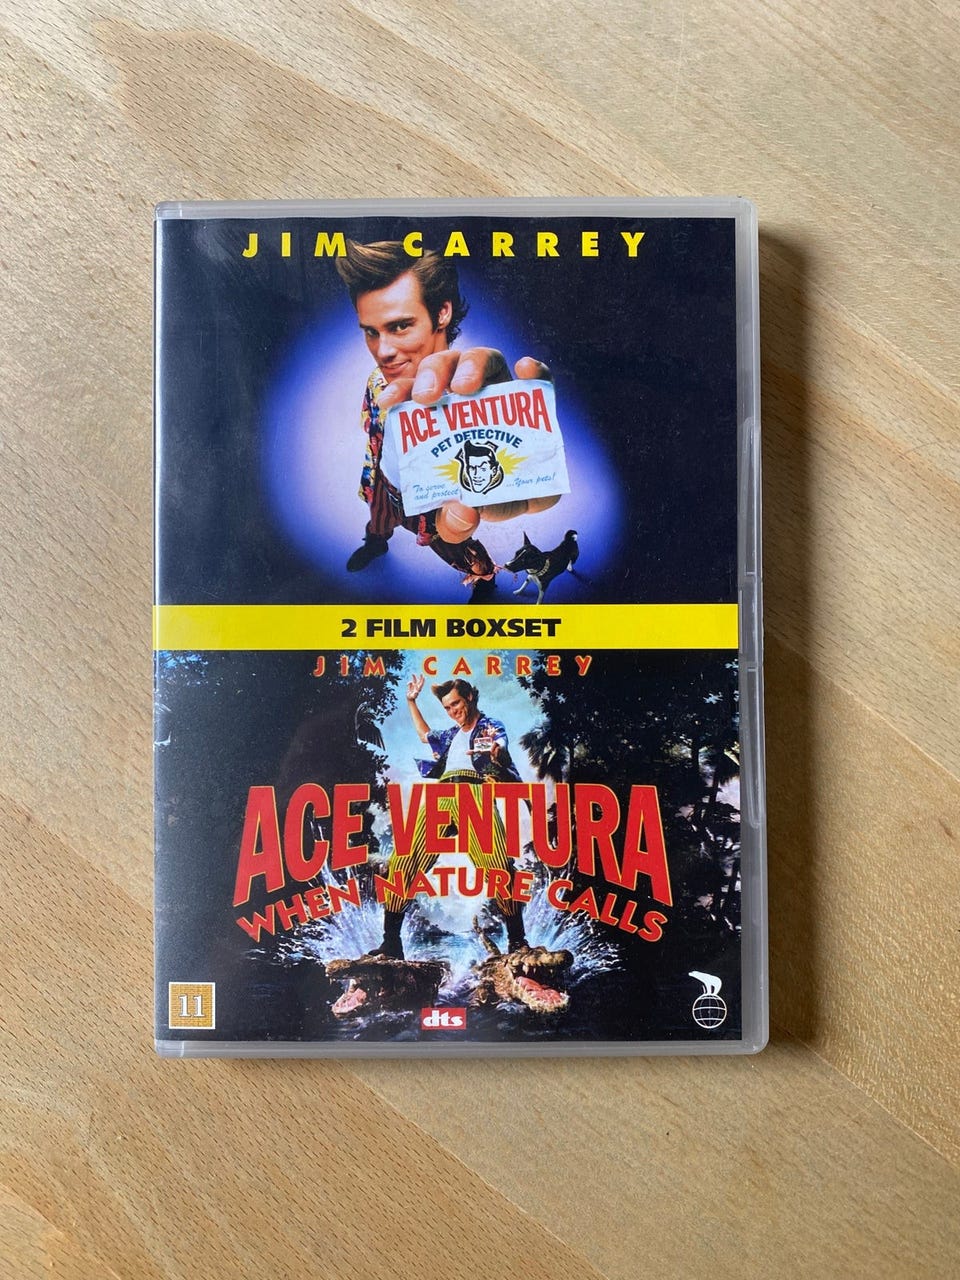 JIM CARREY
ACE VENTURA
PET DETECTIVE
To serve
and protect
...Your pets!
2 FILM BOXSET
JIM CARREY
ACE VENTURA
WHEN NATURE CALLS
11
dts